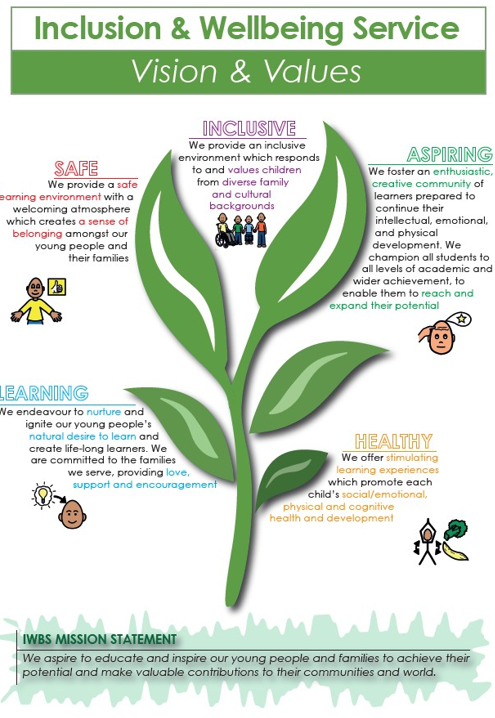 Inclusion & Wellbeing Service
Vision & Values
INCLUSIVE
We provide an inclusive
environment which responds
to and values children
from diverse family
and cultural
backgrounds
SAFE
We provide a safe
earning environment with a
welcoming atmosphere
which creates a sense of
belonging amongst our
young people and
their families
ASPIRING
We foster an enthusiastic,
creative community of
learners prepared to
continue their
intellectual, emotional,
and physical
development. We
champion all students to
all levels of academic and
wider achievement, to
enable them to reach and
expand their potential
LEARNING
We endeavour to nurture and
ignite our young people's
natural desire to learn and
create life-long learners. We
are committed to the families
we serve, providing love,
support and encouragement
HEALTHY
We offer stimulating
learning experiences
which promote each
child's social/emotional,
physical and cognitive
health and development
IWBS MISSION STATEMENT
We aspire to educate and inspire our young people and families to achieve their
potential and make valuable contributions to their communities and world.